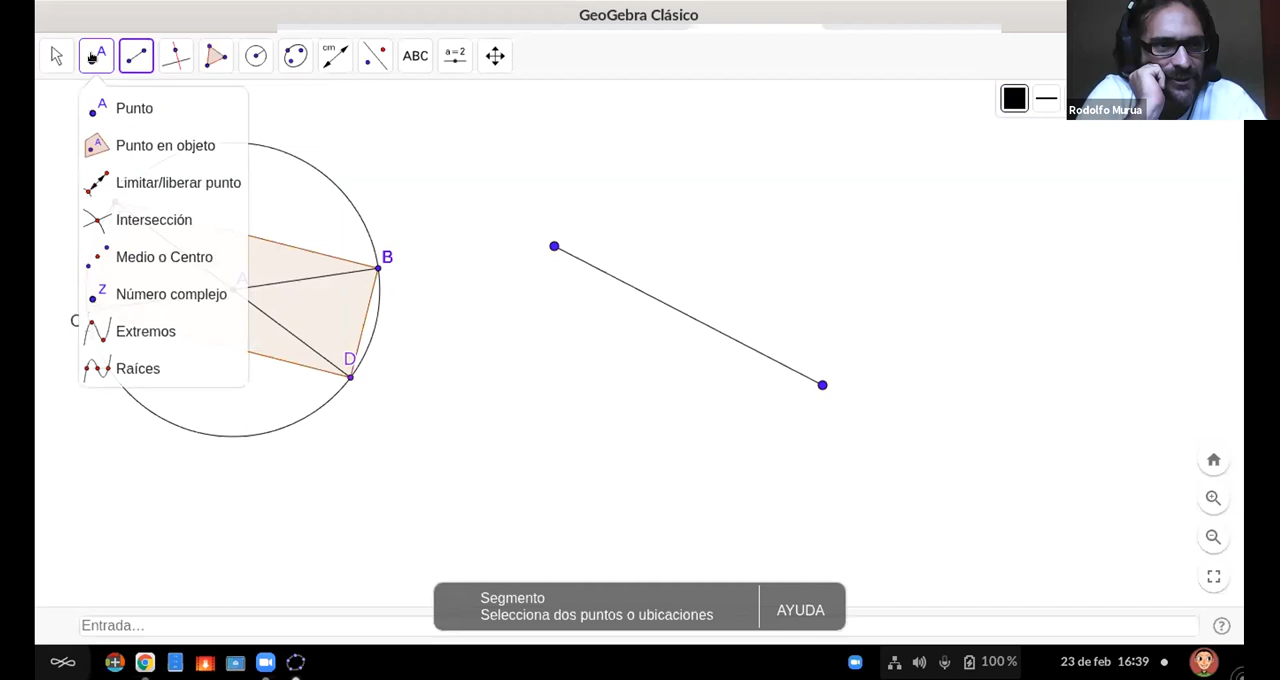 GeoGebra Clásico
A
cm
ABC
a=2
Rodolfo Murua
A Punto
A Punto en objeto
Limitar/liberar punto
Intersección
Medio o Centro
Z Número complejo
Extremos
Raíces
B
A
C
D
Segmento
Selecciona dos puntos o ubicaciones
AYUDA
Entrada…
?
100 %
23 de feb 16:39